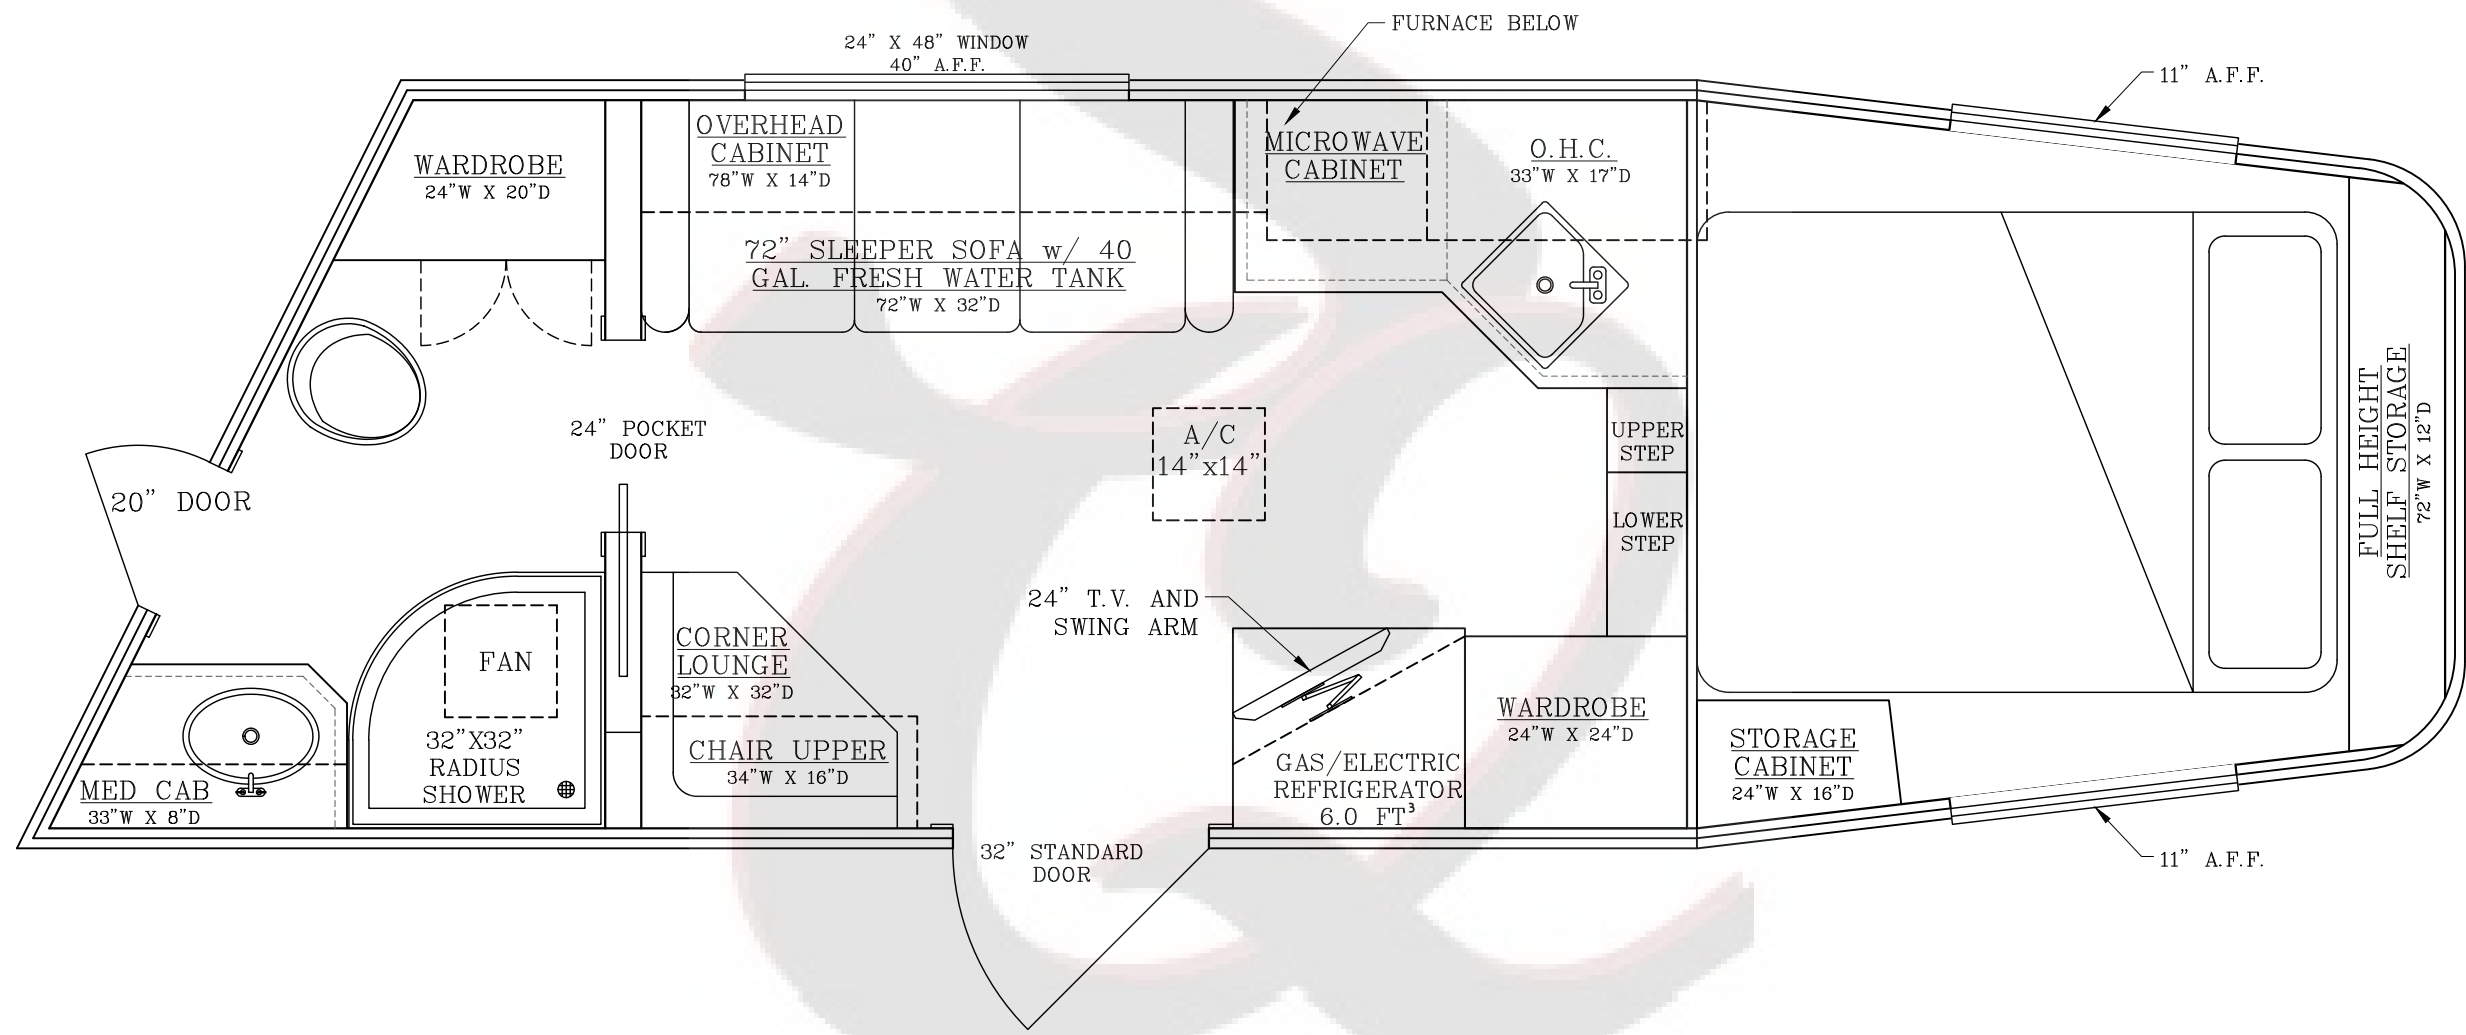 FURNACE BELOW
24" X 48" WINDOW
40" A.F.F.
11" A.F.F.
WARDROBE
24"W X 20"D
OVERHEAD
CABINET
78"W X 14"D
MICROWAVE
CABINET
O.H.C.
33"W X 17"D
72" SLEEPER SOFA w/ 40
GAL. FRESH WATER TANK
72"W X 32"D
24" POCKET
DOOR
A/C
14"x14"
UPPER
STEP
LOWER
STEP
FULL HEIGHT
SHELF STORAGE
72"W X 12"D
20" DOOR
24" T.V. AND
SWING ARM
FAN
32"X32"
RADIUS
SHOWER
CORNER
LOUNGE
32"W X 32"D
CHAIR UPPER
34"W X 16"D
MED CAB
33"W X 8"D
GAS/ELECTRIC
REFRIGERATOR
6.0 FT³
WARDROBE
24"W X 24"D
STORAGE
CABINET
24"W X 16"D
32" STANDARD
DOOR
11" A.F.F.